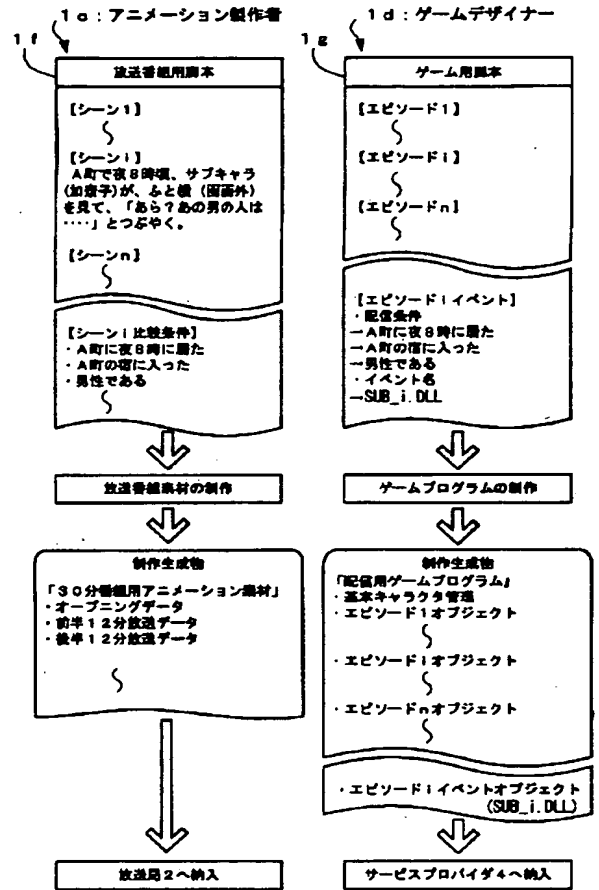 1a：アニメーション製作者
1f
放送番組用脚本
【シーン1】
【シーンi】
A町で夜8時頃、サブキャラ
(加奈子)が、ふと横（画面外）
を見て、「あら？あの男の人は
‥‥」とつぶやく。
【シーンn】
【シーンi比較条件】
・A町に夜8時に居た
・A町の宿に入った
・男性である
放送番組素材の制作
制作生成物
「30分番組用アニメーション素材」
・オープニングデータ
・前半12分放送データ
・後半12分放送データ
放送局2へ納入
1d：ゲームデザイナー
1g
ゲーム用脚本
【エピソード1】
【エピソードi】
【エピソードn】
【エピソードiイベント】
・配信条件
→A町に夜8時に居た
→A町の宿に入った
→男性である
・イベント名
→SUB_i.DLL
ゲームプログラムの制作
制作生成物
「配信用ゲームプログラム』
・基本キャラクタ管理
・エピソード1オブジェクト
・エピソードiオブジェクト
・エピソードnオブジェクト
・エピソードiイベントオブジェクト
(SUB_i.DLL)
サービスプロバイダ4へ納入